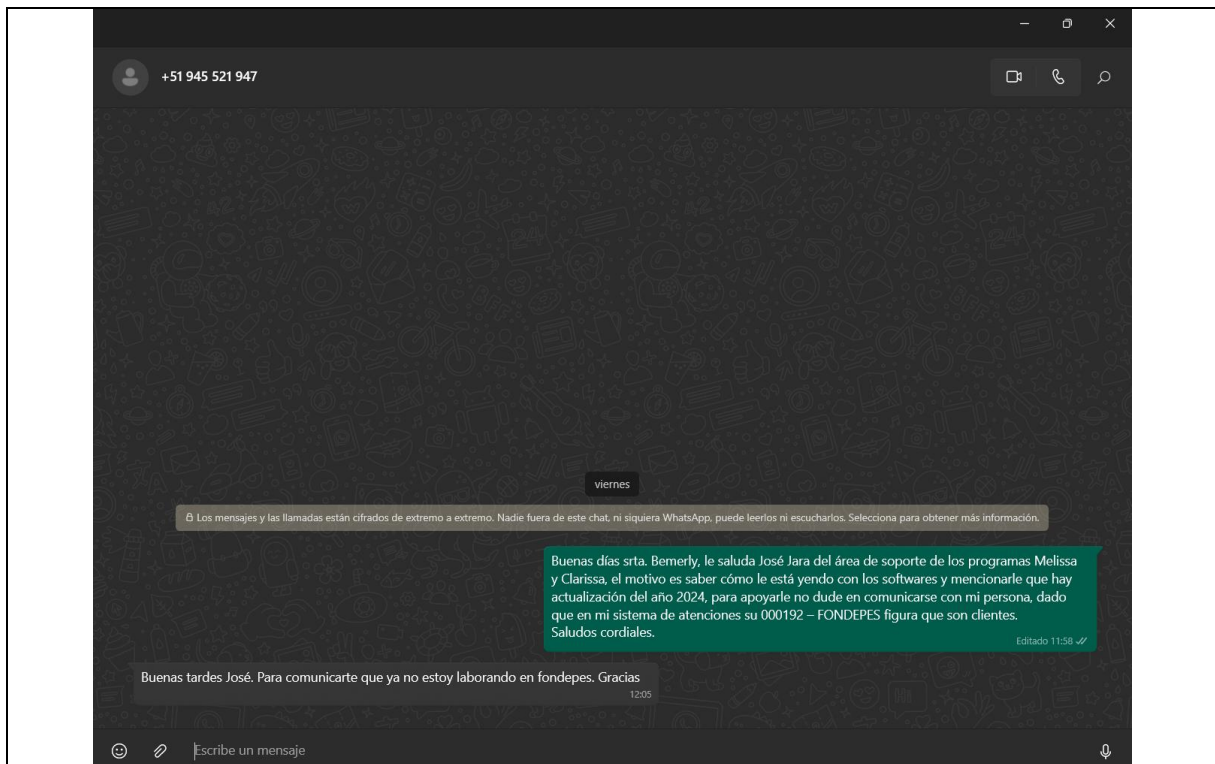 +51 945 521 947
viernes
Los mensajes y las llamadas están cifrados de extremo a extremo. Nadie fuera de este chat, ni siquiera WhatsApp, puede leerlos ni escucharlos. Selecciona para obtener más información.
Buenas días srta. Bemerly, le saluda José Jara del área de soporte de los programas Melissa
y Clarissa, el motivo es saber cómo le está yendo con los softwares y mencionarle que hay
actualización del año 2024, para apoyarle no dude en comunicarse con mi persona, dado
que en mi sistema de atenciones su 000192 – FONDEPES figura que son clientes.
Saludos cordiales.
Editado 11:58
Buenas tardes José. Para comunicarte que ya no estoy laborando en fondepes. Gracias
12:05
Escribe un mensaje